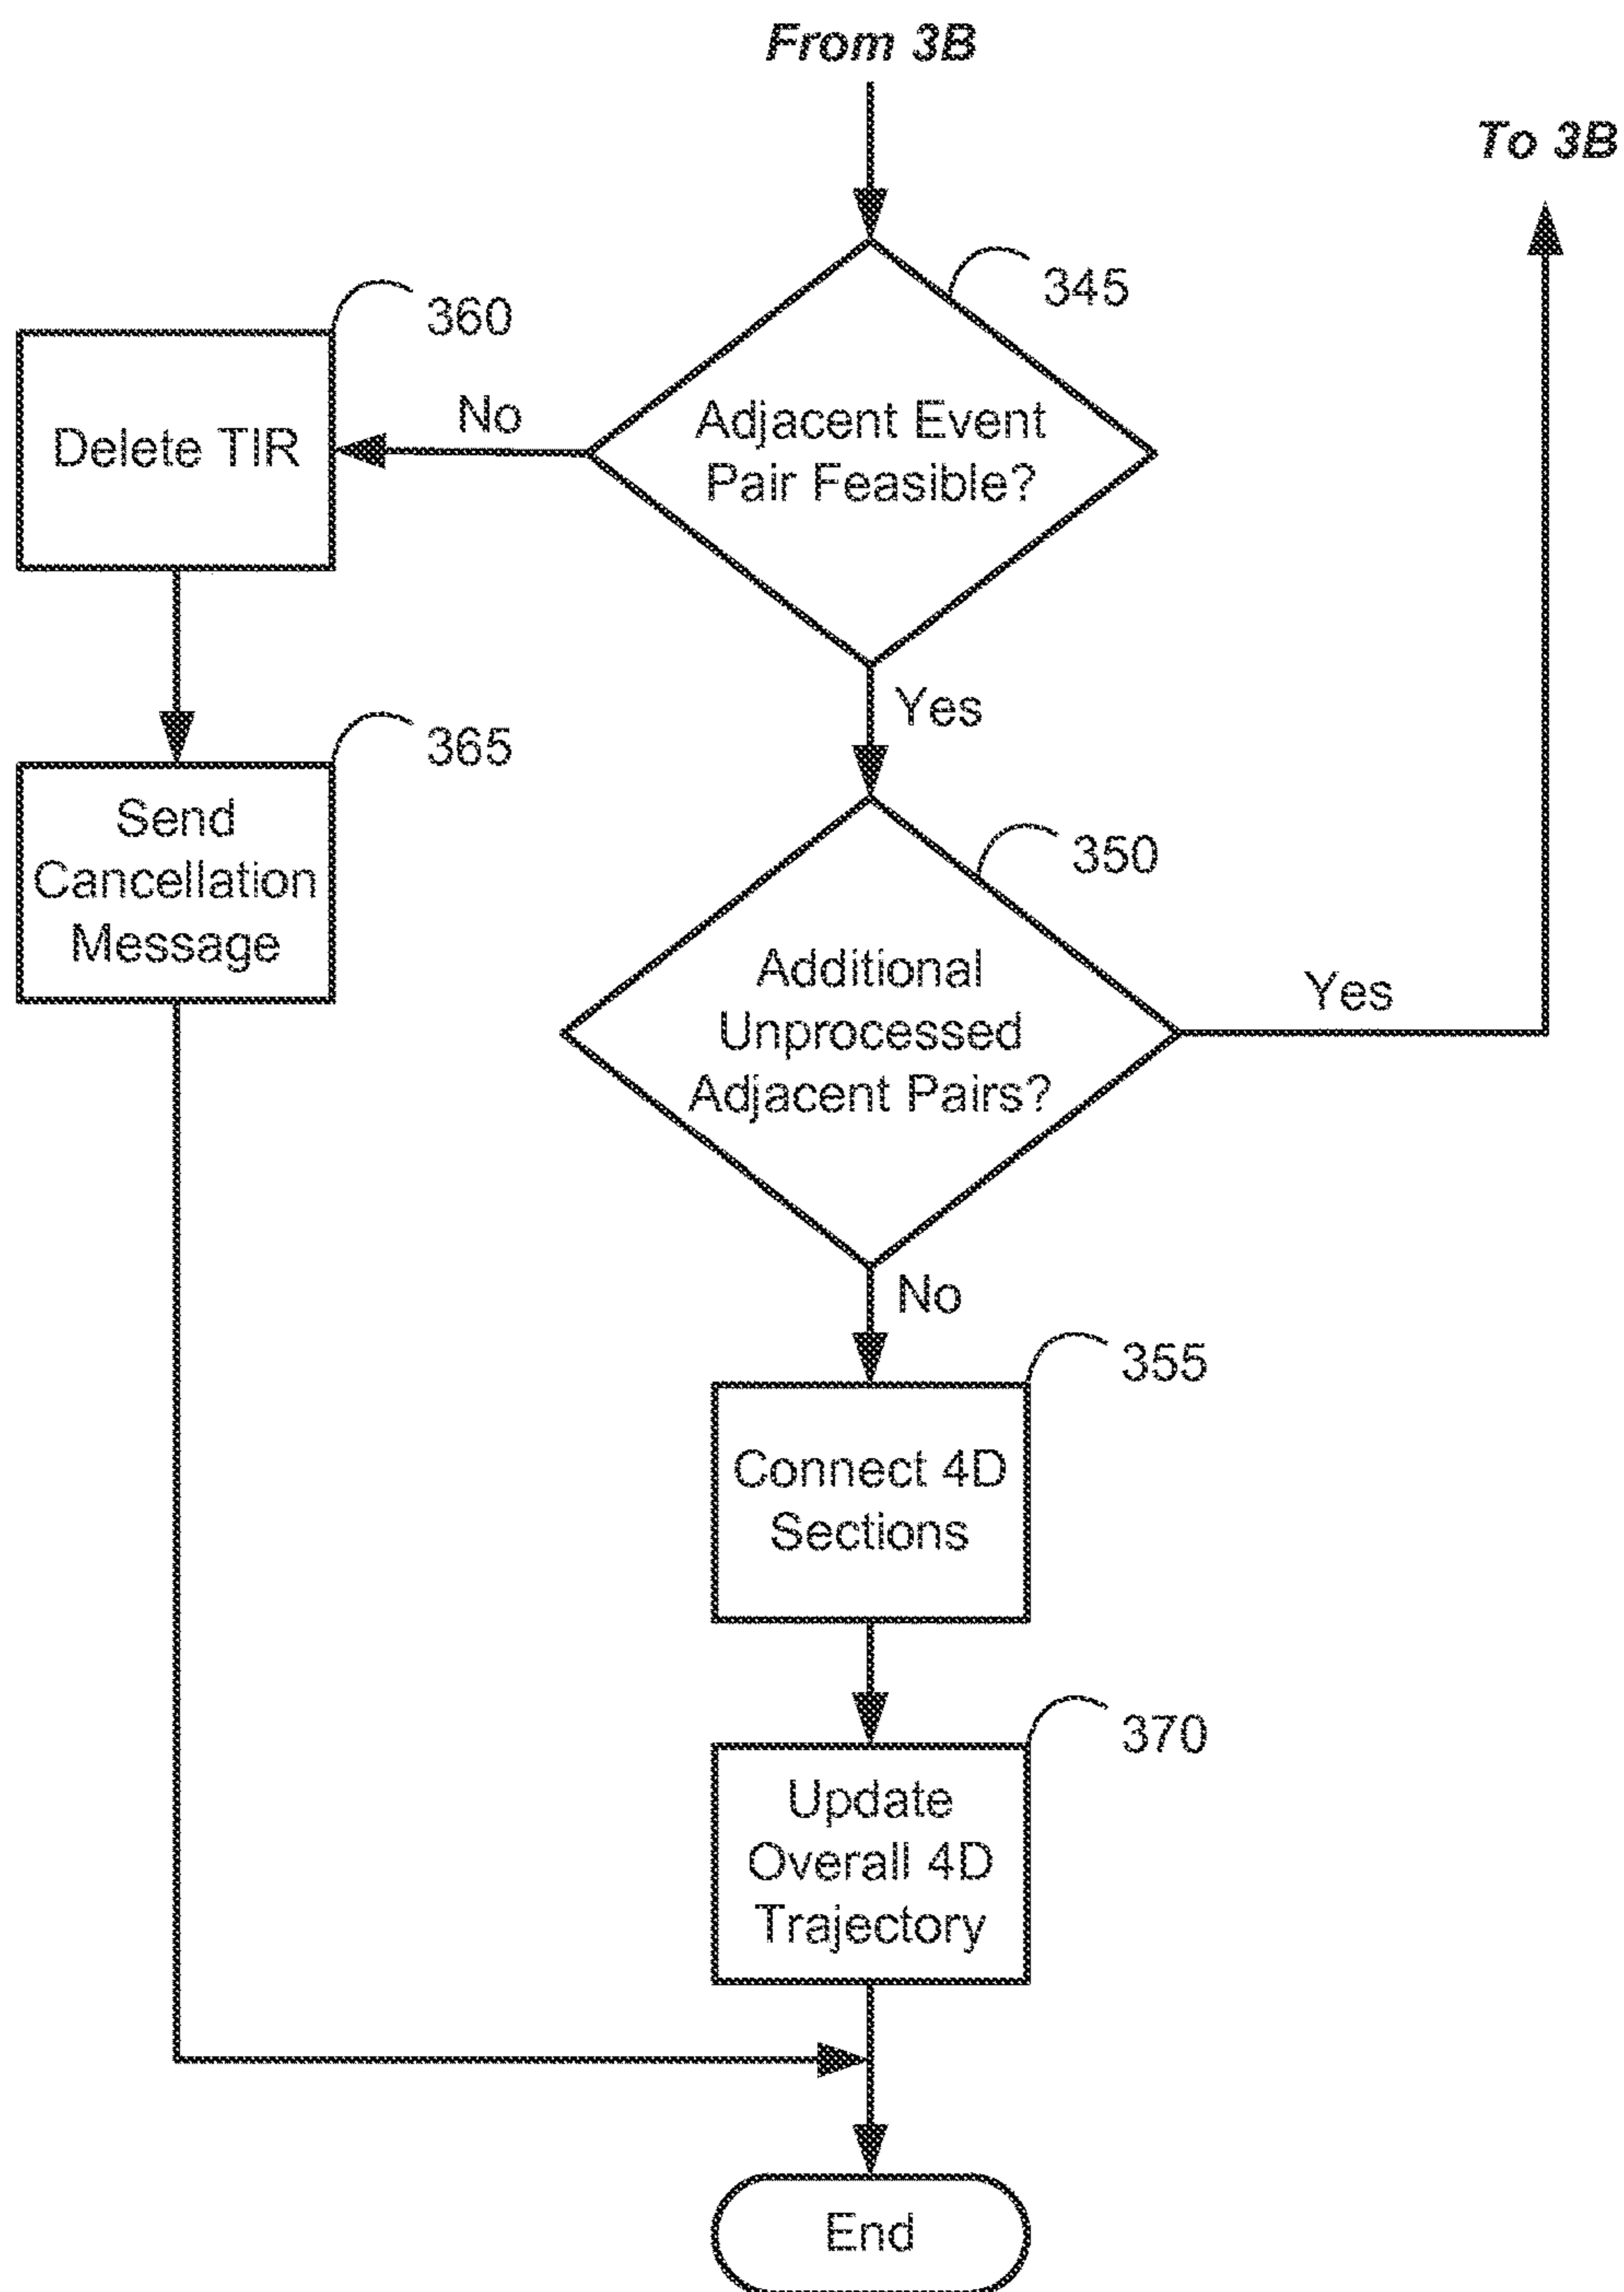 From 3B
To 3B
345
360
Adjacent Event
Pair Feasible?
No
Delete TIR
Yes
365
Send
Cancellation
Message
350
Additional
Unprocessed
Adjacent Pairs?
Yes
No
355
Connect 4D
Sections
370
Update
Overall 4D
Trajectory
End